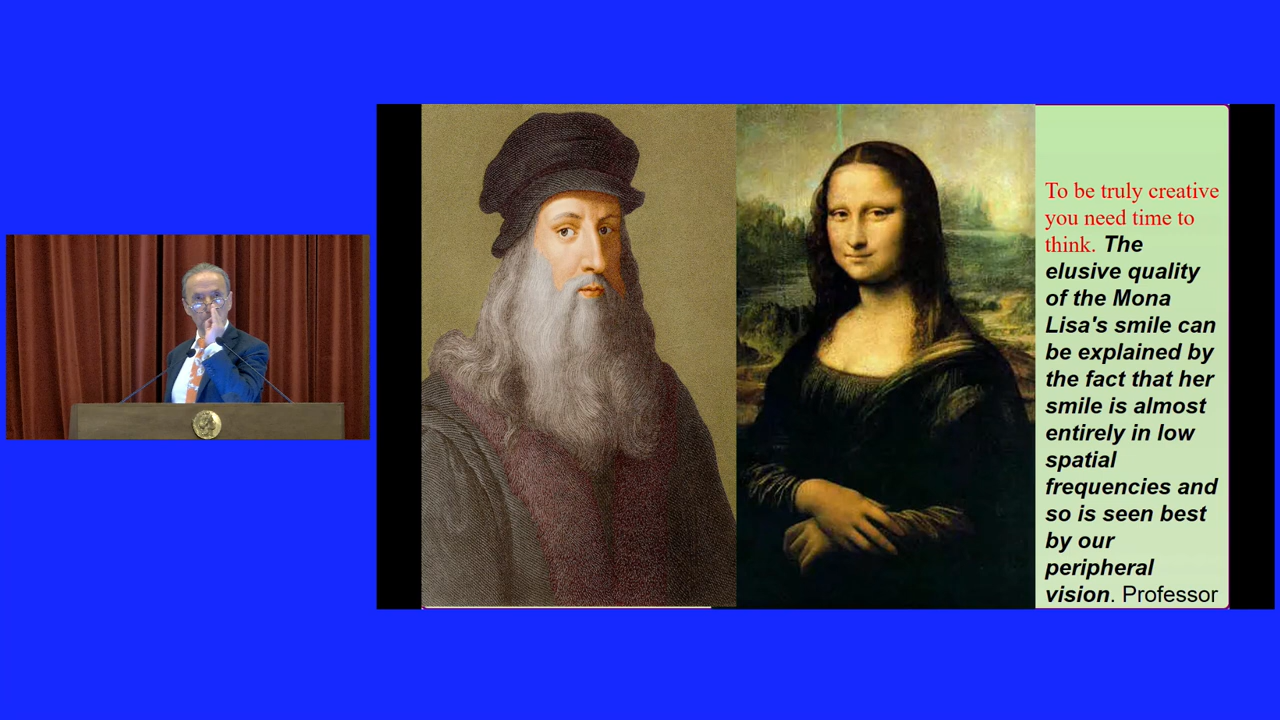 To be truly creative
you need time to
think. The
elusive quality
of the Mona
Lisa's smile can
be explained by
the fact that her
smile is almost
entirely in low
spatial
frequencies and
so is seen best
by our
peripheral
vision. Professor